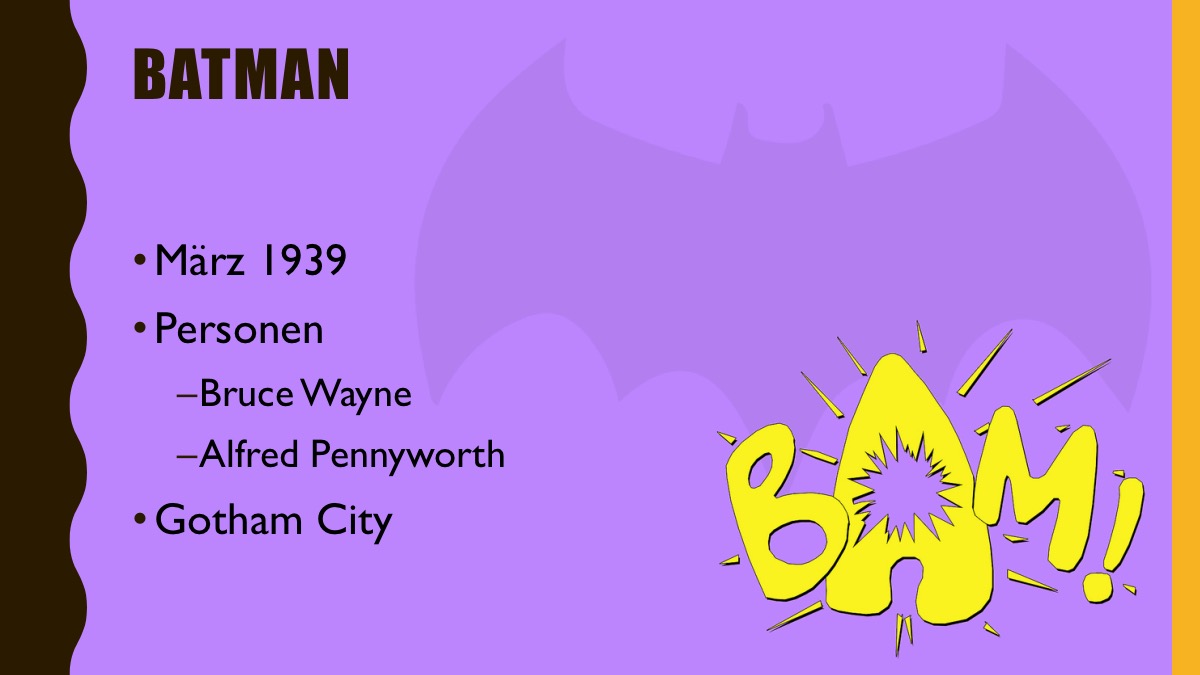 BATMAN
•März 1939
•Personen
–Bruce Wayne
–Alfred Pennyworth
•Gotham City
BAM!